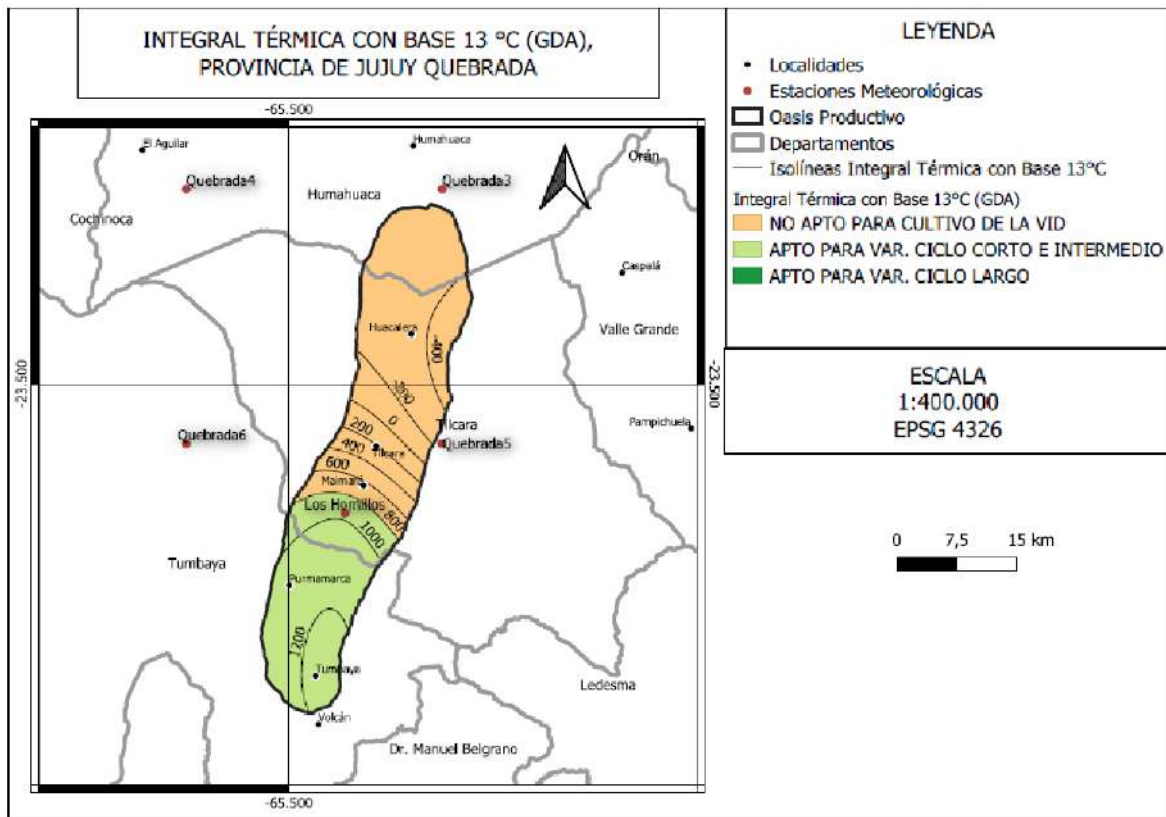 INTEGRAL TÉRMICA CON BASE 13 °C (GDA),
PROVINCIA DE JUJUY QUEBRADA
-65.500
El Aguilar
Humahuaca
Orán
Quebrada4
Humahuaca
Quebrada3
Cochinoca
Caspalá
Huacalera
Valle Grande
-400
-23.500
-23.500
-200
0
200
Tilcara
Pampichuela
Quebrada6
400
Tilcara
Quebrada5
600
Maimará
Los Hornillos
800
1000
Tumbaya
Purmamarca
1200
Tumbaya
Ledesma
Volcán
Dr. Manuel Belgrano
-65.500
LEYENDA
Localidades
Estaciones Meteorológicas
Oasis Productivo
Departamentos
Isolíneas Integral Térmica con Base 13°C
Integral Térmica con Base 13°C (GDA)
NO APTO PARA CULTIVO DE LA VID
APTO PARA VAR. CICLO CORTO E INTERMEDIO
APTO PARA VAR. CICLO LARGO
ESCALA
1:400.000
EPSG 4326
0 7,5 15 km